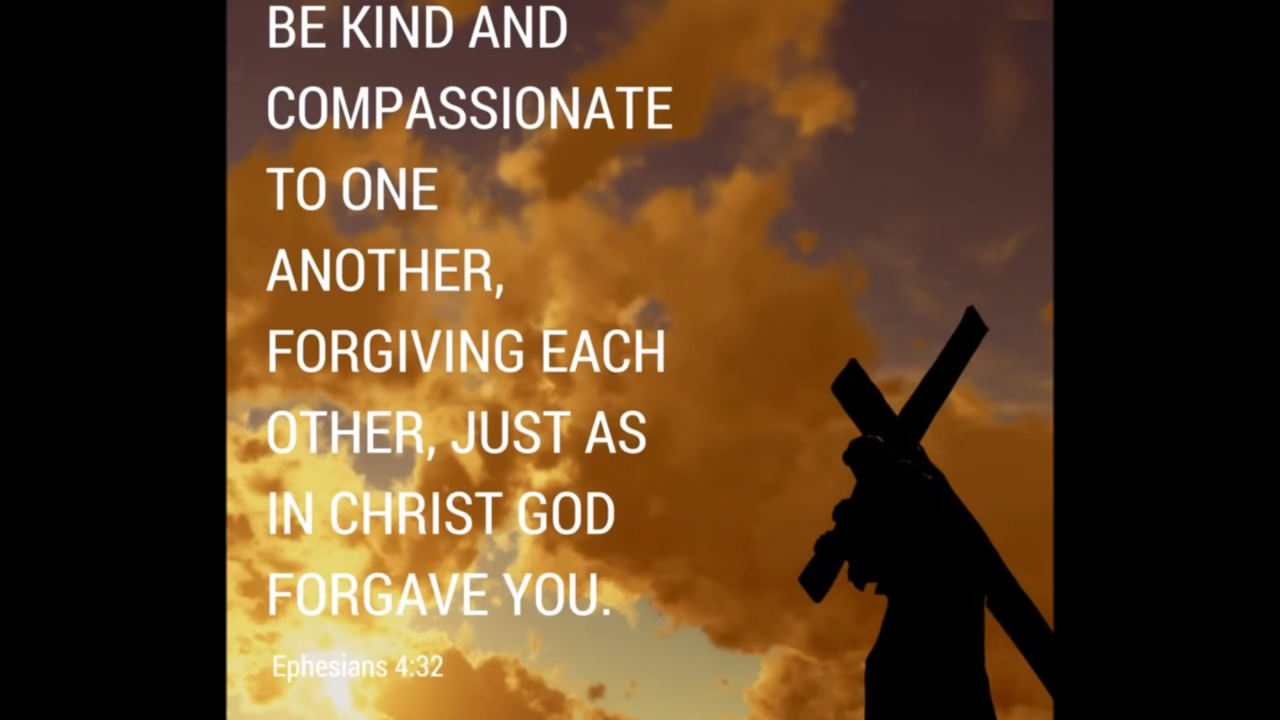 BE KIND AND
COMPASSIONATE
TO ONE
ANOTHER,
FORGIVING EACH
OTHER, JUST AS
IN CHRIST GOD
FORGAVE YOU.
Ephesians 4:32